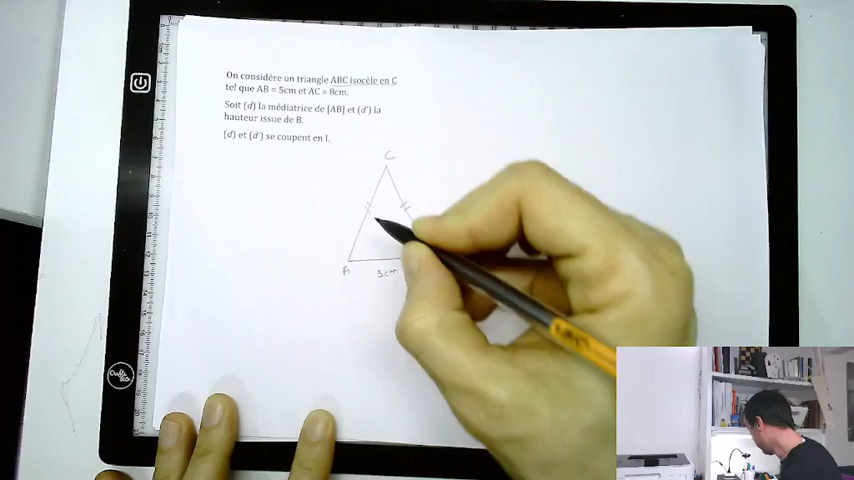 On considère un triangle ABC isocèle en C
tel que AB = 5cm et AC = 8cm.
Soit (d) la médiatrice de [AB] et (d') la
hauteur issue de B.
(d) et (d') se coupent en I.
C
A
5cm